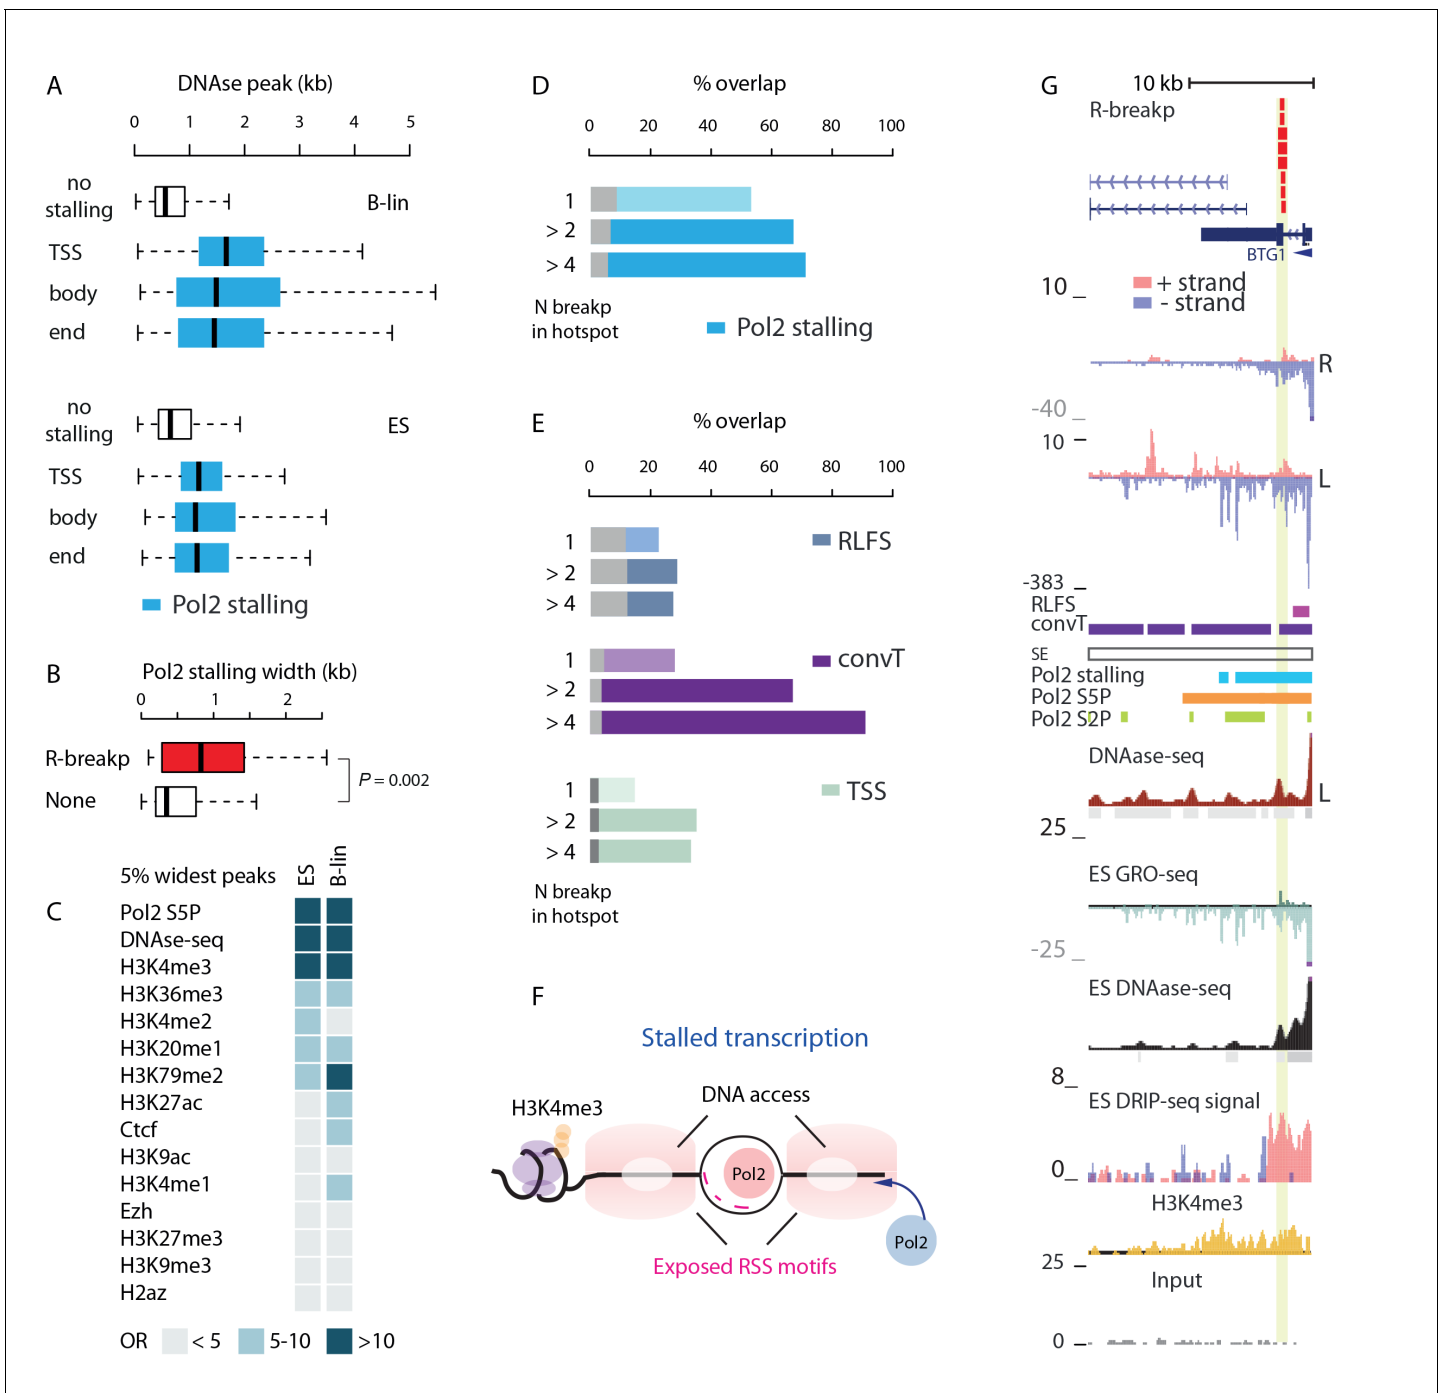 A
DNAse peak (kb)
0 1 2 3 4 5
no stalling
B-lin
TSS
body
end
no stalling
ES
TSS
body
end
Pol2 stalling
B
Pol2 stalling width (kb)
0 1 2
R-breakp
None
P = 0.002
5% widest peaks
ES
B-lin
C
Pol2 S5P
DNAse-seq
H3K4me3
H3K36me3
H3K4me2
H3K20me1
H3K79me2
H3K27ac
Ctcf
H3K9ac
H3K4me1
Ezh
H3K27me3
H3K9me3
H2az
OR < 5 5-10 >10
D
% overlap
0 20 40 60 80 100
1
> 2
> 4
N breakp
in hotspot
Pol2 stalling
E
% overlap
0 20 40 60 80 100
1
> 2
> 4
RLFS
1
> 2
> 4
convT
1
> 2
> 4
TSS
N breakp
in hotspot
F
Stalled transcription
DNA access
H3K4me3
Pol2
Pol2
Exposed RSS motifs
G
10 kb
R-breakp
BTG1
10
+ strand
- strand
R
-40
10
L
-383
RLFS
convT
SE
Pol2 stalling
Pol2 S5P
Pol2 S2P
DNAase-seq
L
25
ES GRO-seq
-25
ES DNAase-seq
8
ES DRIP-seq signal
0
H3K4me3
25
Input
0